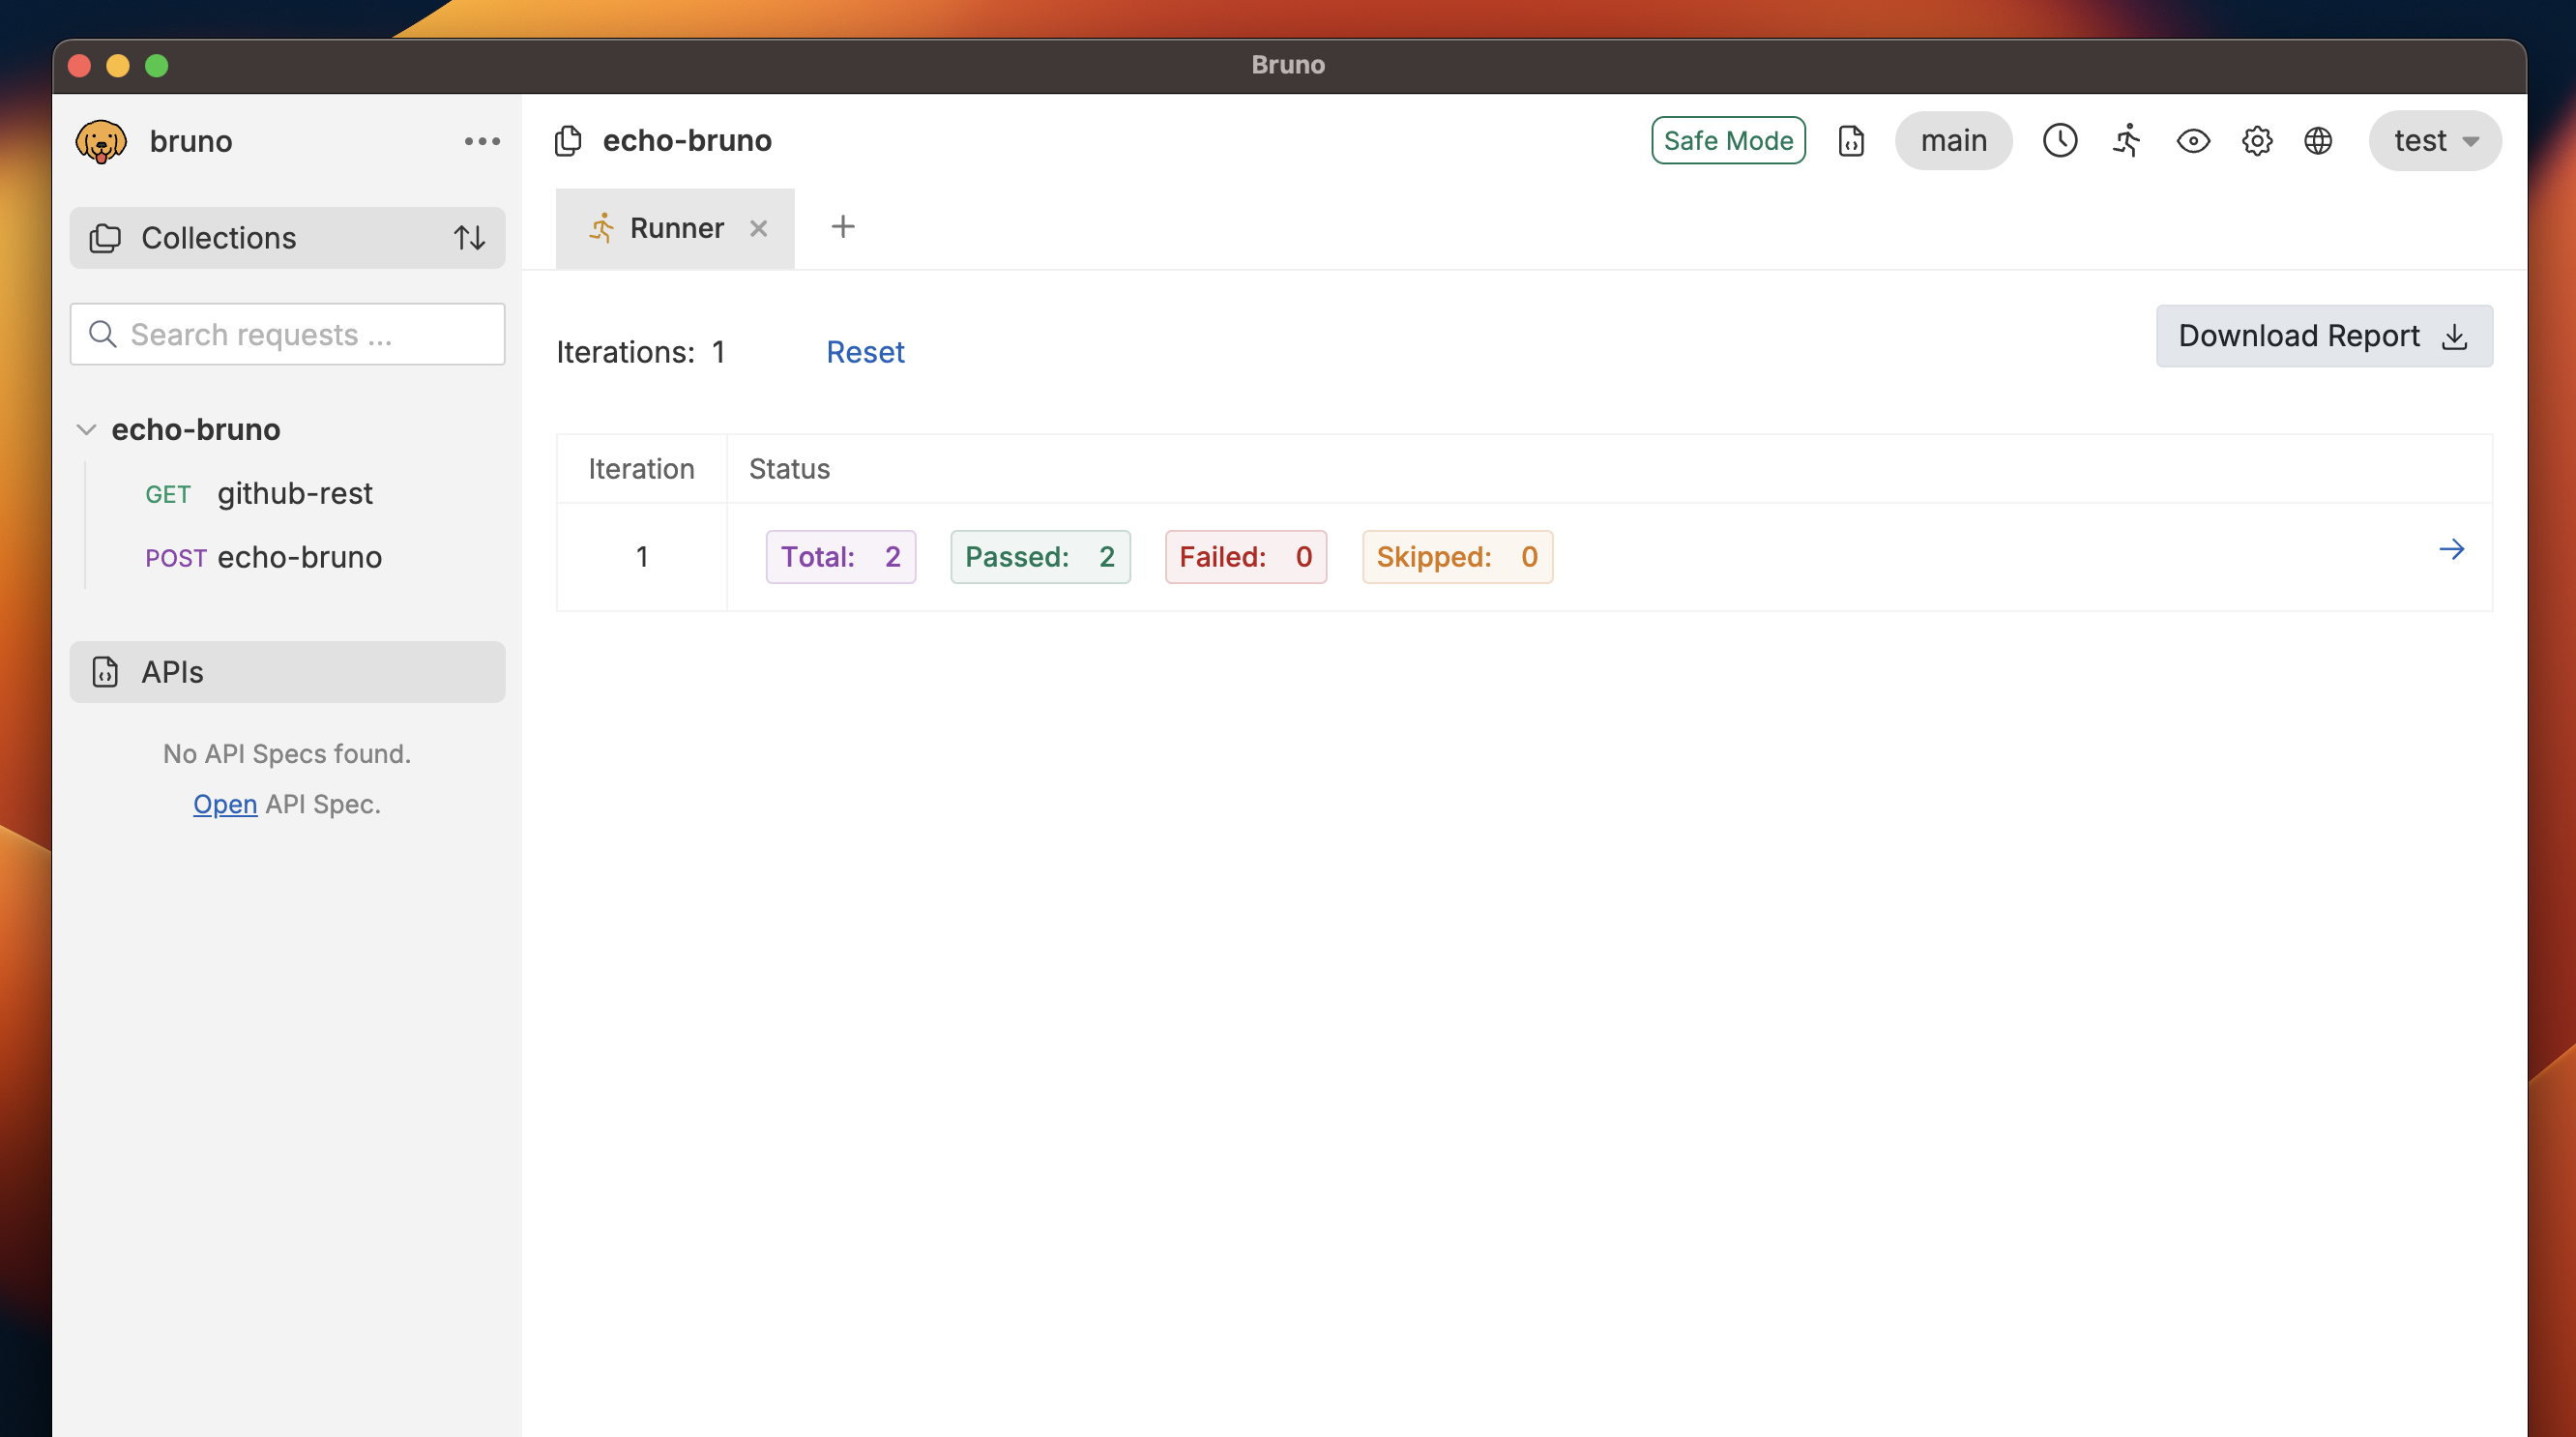 Bruno
bruno
Collections
Search requests ...
echo-bruno
GET github-rest
POST echo-bruno
APIs
No API Specs found.
Open API Spec.
echo-bruno
Safe Mode
main
test
Runner
Iterations: 1 Reset
Download Report
Iteration Status
1 Total: 2 Passed: 2 Failed: 0 Skipped: 0